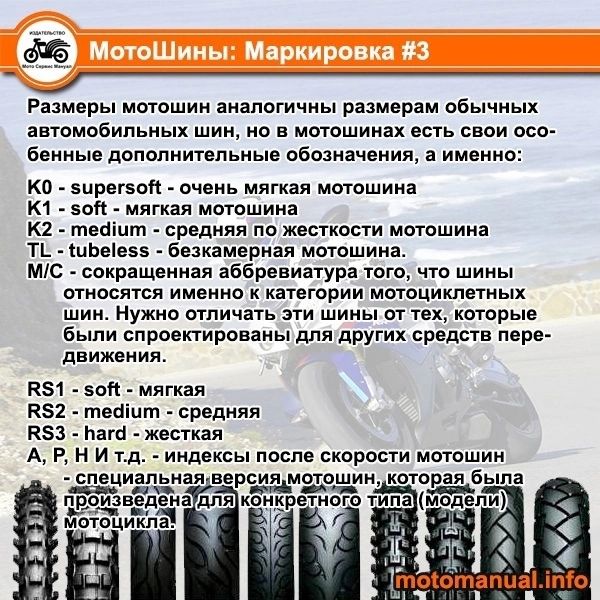 ИЗДАТЕЛЬСТВО
Мото Сервис Мануал
МотоШины: Маркировка #3
Размеры мотошин аналогичны размерам обычных
автомобильных шин, но в мотошинах есть свои осо-
бенные дополнительные обозначения, а именно:
K0 - supersoft - очень мягкая мотошина
K1 - soft - мягкая мотошина
K2 - medium - средняя по жесткости мотошина
TL - tubeless - безкамерная мотошина.
M/C - сокращенная аббревиатура того, что шины
относятся именно к категории мотоциклетных
шин. Нужно отличать эти шины от тех, которые
были спроектированы для других средств пере-
движения.
RS1 - soft - мягкая
RS2 - medium - средняя
RS3 - hard - жесткая
А, Р, Н И т.д. - индексы после скорости мотошин
- специальная версия мотошин, которая была
произведена для конкретного типа (модели)
мотоцикла.
motomanual.info